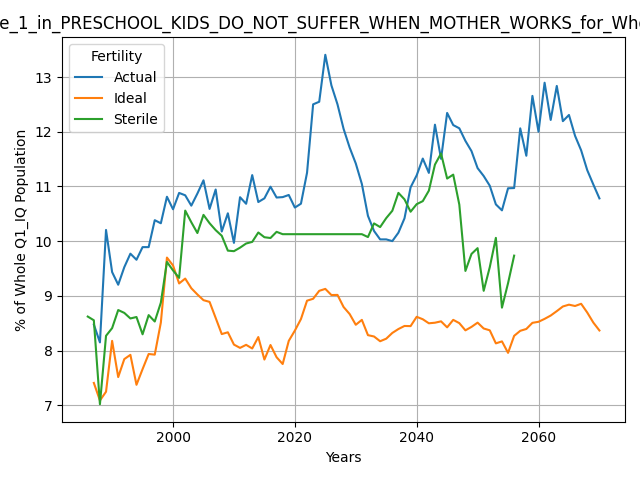 e_1_in_PRESCHOOL_KIDS_DO_NOT_SUFFER_WHEN_MOTHER_WORKS_for_Who
Fertility
Actual
Ideal
Sterile
% of Whole Q1_IQ Population
13
12
11
10
9
8
7
2000
2020
2040
2060
Years